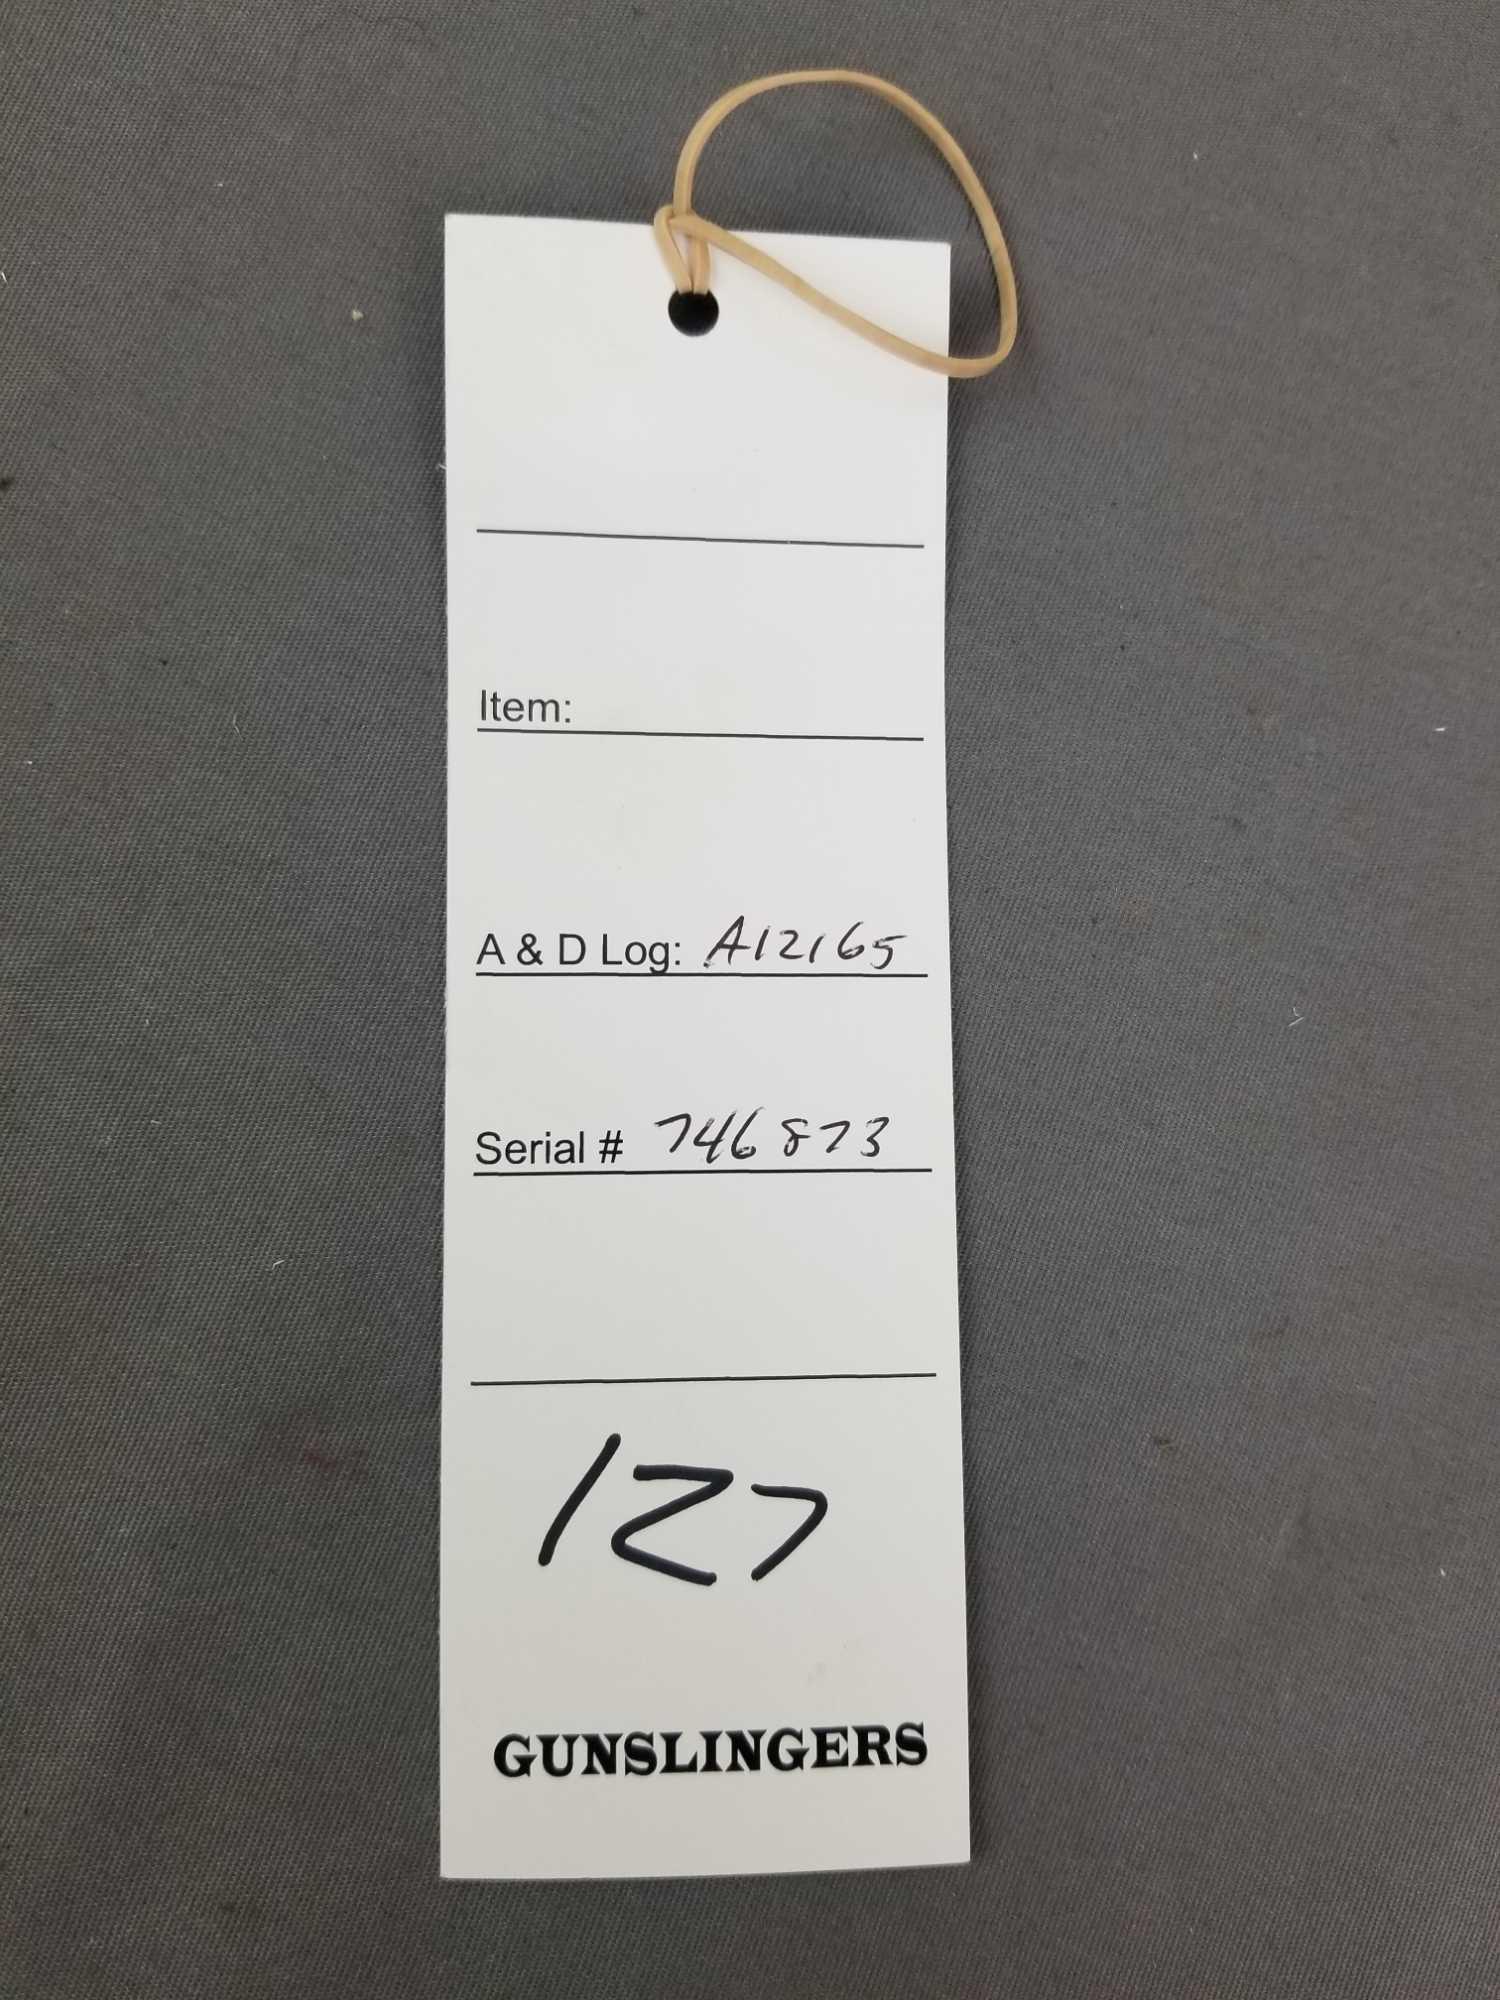 Item:
A & D Log: A12165
Serial # 746873
127
GUNSLINGERS